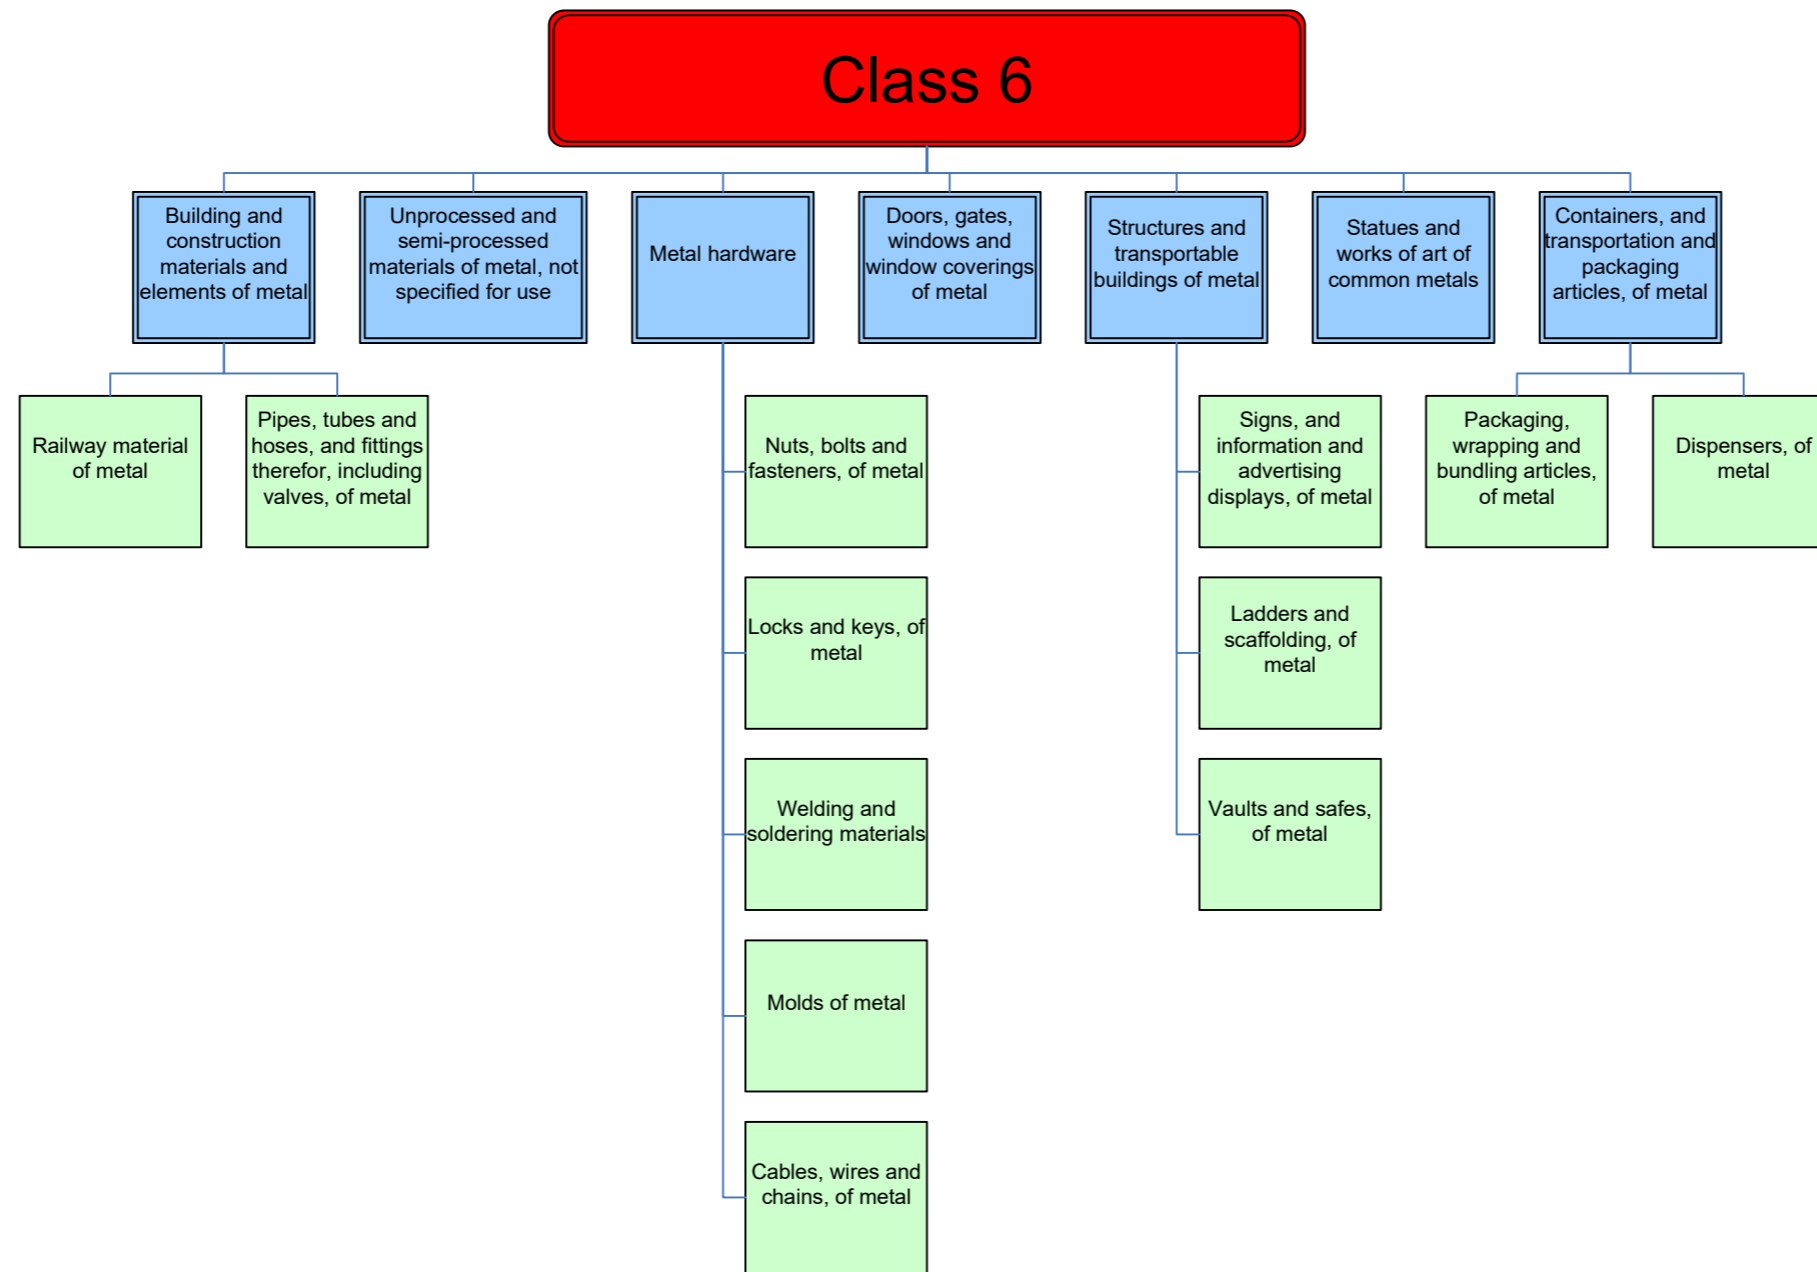 Class 6
Building and
construction
materials and
elements of metal
Unprocessed and
semi-processed
materials of metal, not
specified for use
Metal hardware
Doors, gates,
windows and
window coverings
of metal
Structures and
transportable
buildings of metal
Statues and
works of art of
common metals
Containers, and
transportation and
packaging
articles, of metal
Railway material
of metal
Pipes, tubes and
hoses, and fittings
therefor, including
valves, of metal
Nuts, bolts and
fasteners, of metal
Signs, and
information and
advertising
displays, of metal
Packaging,
wrapping and
bundling articles,
of metal
Dispensers, of
metal
Locks and keys, of
metal
Ladders and
scaffolding, of
metal
Welding and
soldering materials
Vaults and safes,
of metal
Molds of metal
Cables, wires and
chains, of metal